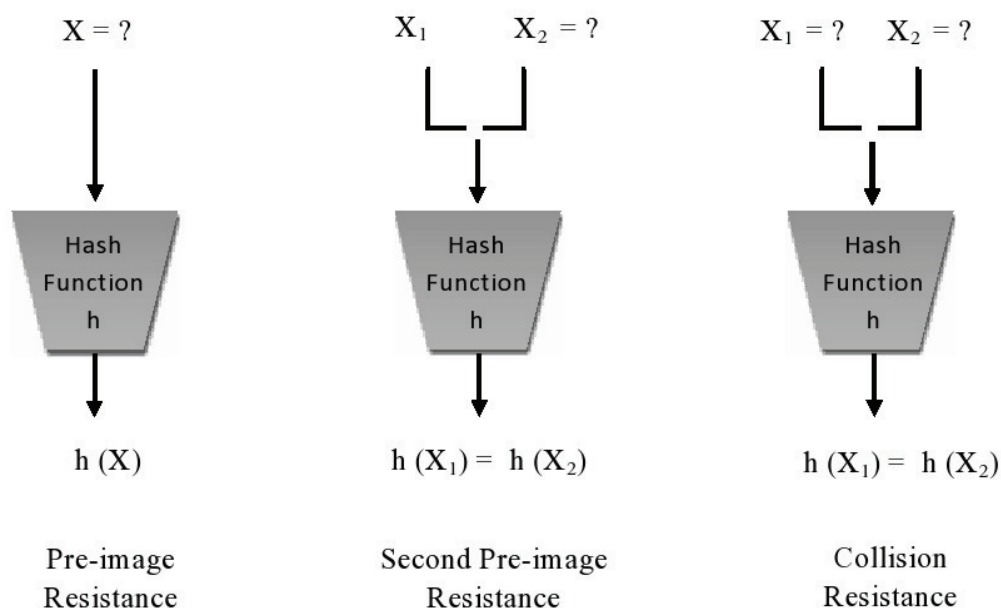 X = ?
Hash
Function
h
h (X)
Pre-image
Resistance
X₁ X₂ = ?
Hash
Function
h
h (X₁) = h (X₂)
Second Pre-image
Resistance
X₁ = ? X₂ = ?
Hash
Function
h
h (X₁) = h (X₂)
Collision
Resistance